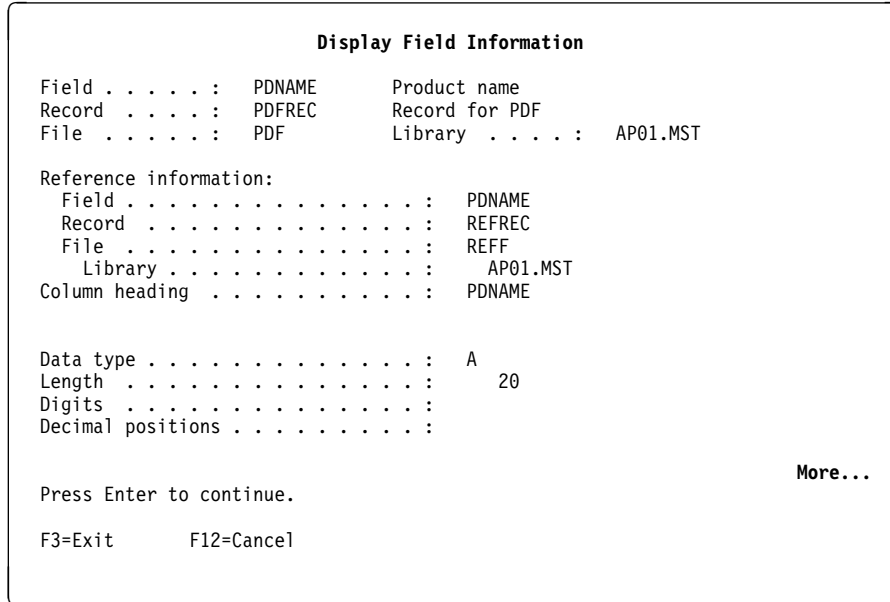 Display Field Information
Field . . . . . :   PDNAME      Product name
Record  . . . . :   PDFREC      Record for PDF
File  . . . . . :   PDF         Library  . . . . :   AP01.MST
Reference information:
Field . . . . . . . . . . . . . . :   PDNAME
Record  . . . . . . . . . . . . . :   REFREC
File  . . . . . . . . . . . . . . :   REFF
Library . . . . . . . . . . . . :     AP01.MST
Column heading  . . . . . . . . . . :   PDNAME
Data type . . . . . . . . . . . . . :   A
Length  . . . . . . . . . . . . . . :      20
Digits  . . . . . . . . . . . . . . :
Decimal positions . . . . . . . . . :
More...
Press Enter to continue.
F3=Exit       F12=Cancel